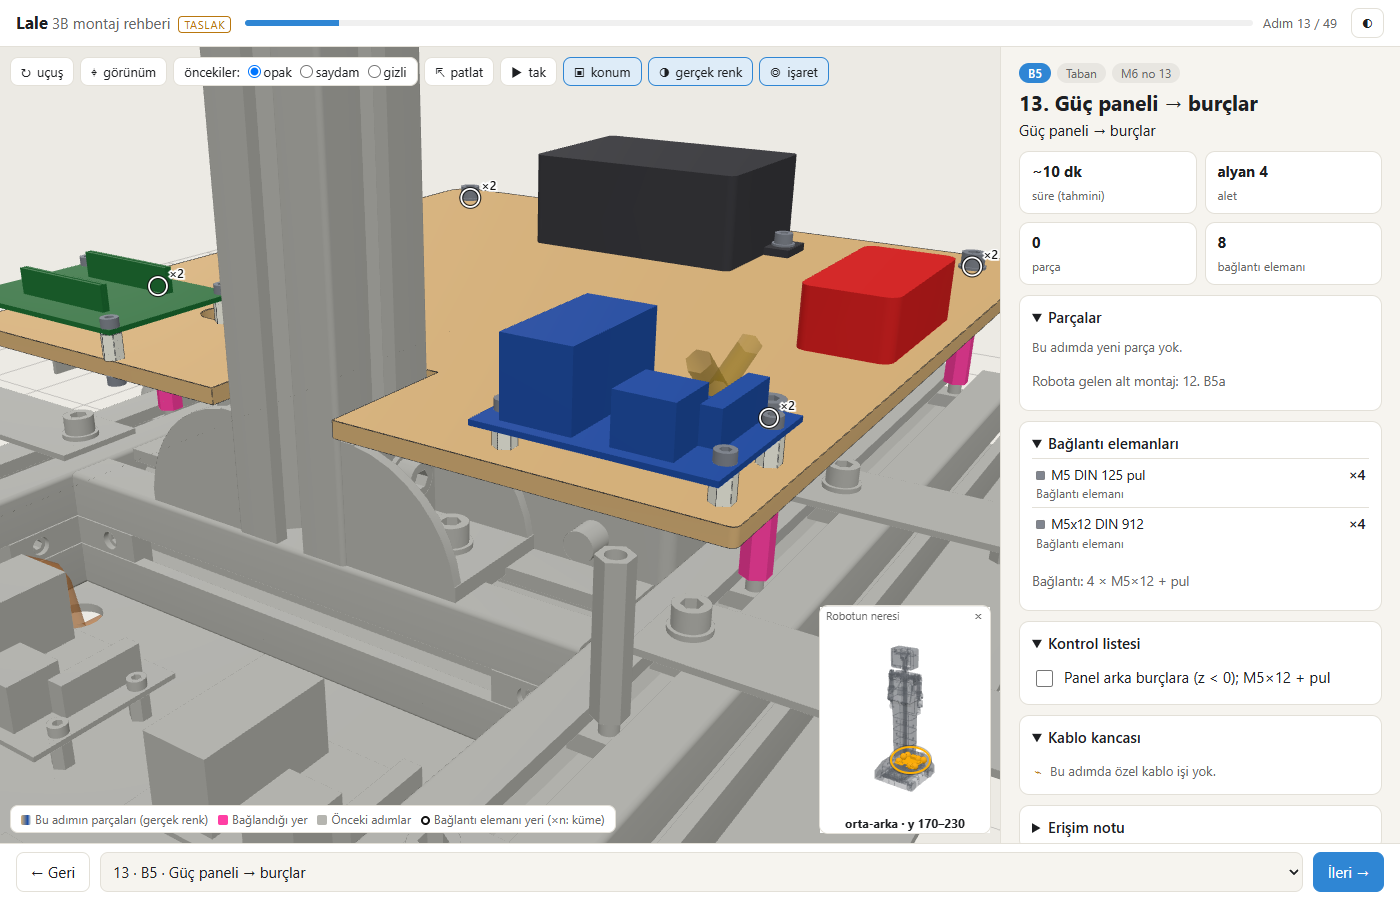 Lale 3B montaj rehberi TASLAK
Adım 13 / 49
↻ uçuş
⌖ görünüm
öncekiler: opak saydam gizli
⇱ patlat
▶ tak
▣ konum
◑ gerçek renk
◎ işaret
×2
×2
×2
×2
Robotun neresi ×
orta-arka · y 170–230
Bu adımın parçaları (gerçek renk) Bağlandığı yer Önceki adımlar Bağlantı elemanı yeri (×n: küme)
B5 Taban M6 no 13
13. Güç paneli → burçlar
Güç paneli → burçlar
~10 dk
süre (tahmini)
alyan 4
alet
0
parça
8
bağlantı elemanı
▼ Parçalar
Bu adımda yeni parça yok.
Robota gelen alt montaj: 12. B5a
▼ Bağlantı elemanları
M5 DIN 125 pul ×4
Bağlantı elemanı
M5x12 DIN 912 ×4
Bağlantı elemanı
Bağlantı: 4 × M5×12 + pul
▼ Kontrol listesi
Panel arka burçlara (z < 0); M5×12 + pul
▼ Kablo kancası
Bu adımda özel kablo işi yok.
▶ Erişim notu
← Geri
13 · B5 · Güç paneli → burçlar
İleri →